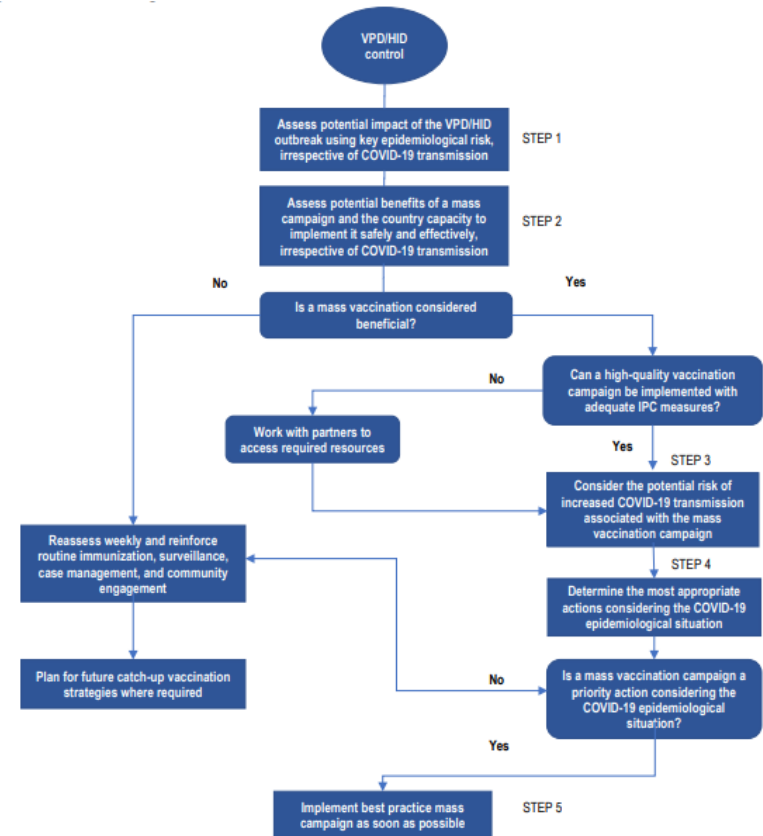 VPD/HID
control
Assess potential impact of the VPD/HID
outbreak using key epidemiological risk,
irrespective of COVID-19 transmission
STEP 1
Assess potential benefits of a mass
campaign and the country capacity to
implement it safely and effectively,
irrespective of COVID-19 transmission
STEP 2
No
Yes
Is a mass vaccination considered
beneficial?
Can a high-quality vaccination
campaign be implemented with
adequate IPC measures?
No
Work with partners to
access required resources
Yes
STEP 3
Consider the potential risk of
increased COVID-19 transmission
associated with the mass
vaccination campaign
Reassess weekly and reinforce
routine immunization, surveillance,
case management, and community
engagement
STEP 4
Determine the most appropriate
actions considering the COVID-19
epidemiological situation
Plan for future catch-up vaccination
strategies where required
No
Is a mass vaccination campaign a
priority action considering the
COVID-19 epidemiological
situation?
Yes
Implement best practice mass
campaign as soon as possible
STEP 5